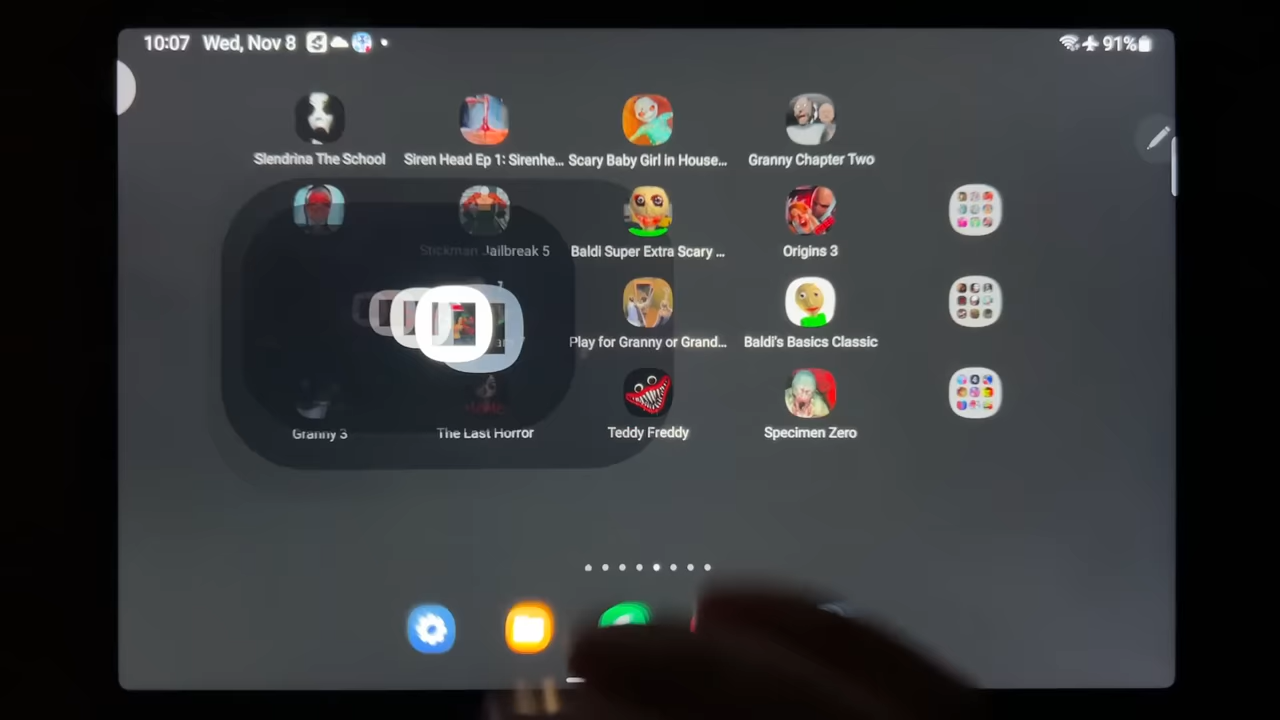 10:07 Wed, Nov 8 91%
Slendrina The School Siren Head Ep 1: Sirenhe... Scary Baby Girl in House... Granny Chapter Two
Stickman Jailbreak 5 Baldi Super Extra Scary ... Origins 3
Play for Granny or Grand... Baldi's Basics Classic
Granny 3 The Last Horror Teddy Freddy Specimen Zero